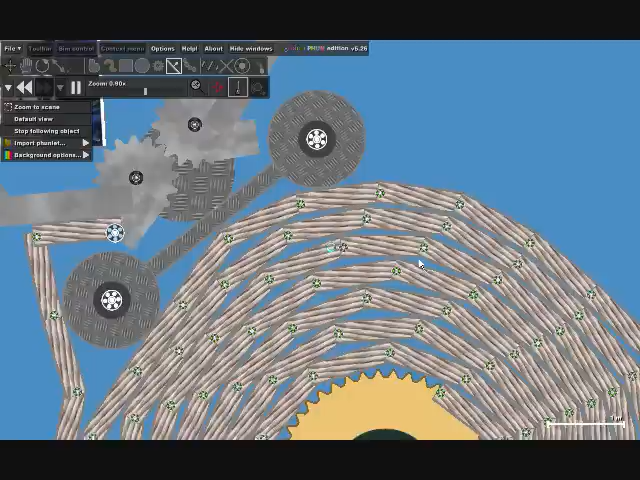 File Toolbar Sim control Context menu Options Help! About Hide windows PHUN edition v5.26
Zoom: 0.90x
Zoom to scene
Default view
Stop following object
Import phunlet...
Background options...